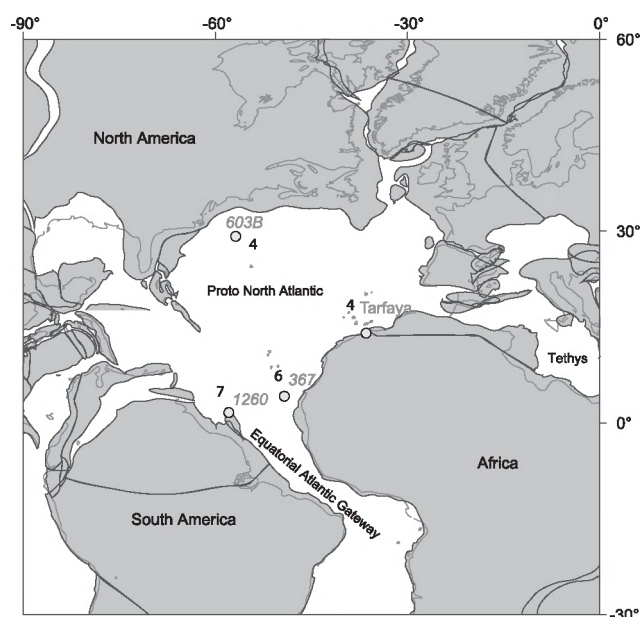 -90° -60° -30° 0°
60°
North America
603B
4
30°
Proto North Atlantic
4 Tarfaya
Tethys
6 367
7 1260
0°
Equatorial Atlantic Gateway
Africa
South America
-30°